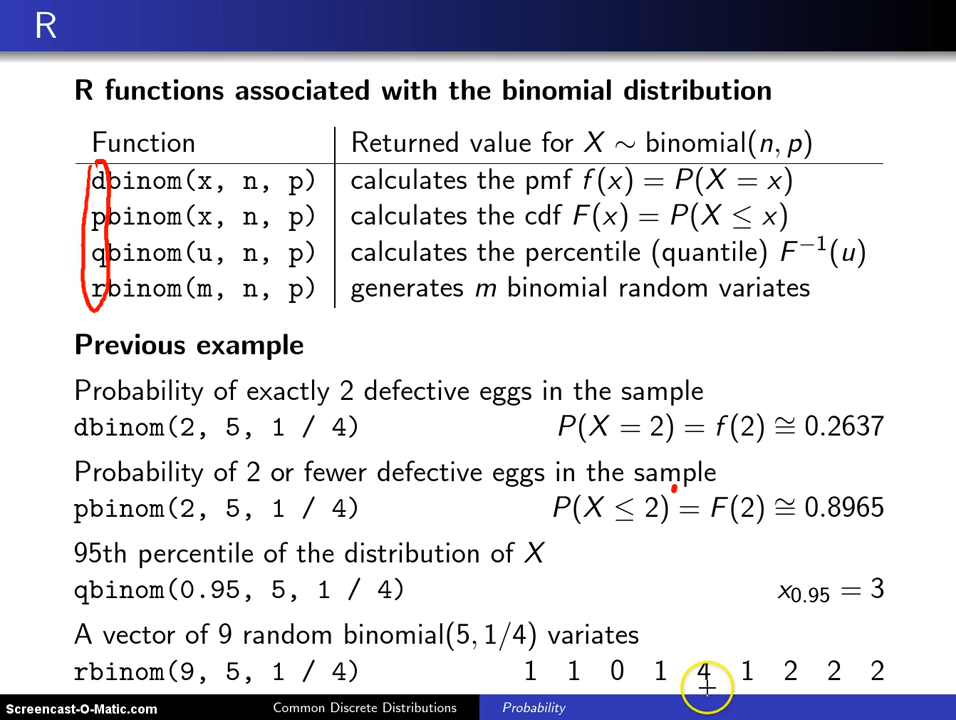 R
R functions associated with the binomial distribution
Function Returned value for X ∼ binomial(n, p)
dbinom(x, n, p) calculates the pmf f(x) = P(X = x)
pbinom(x, n, p) calculates the cdf F(x) = P(X ≤ x)
qbinom(u, n, p) calculates the percentile (quantile) F⁻¹(u)
rbinom(m, n, p) generates m binomial random variates
Previous example
Probability of exactly 2 defective eggs in the sample
dbinom(2, 5, 1 / 4) P(X = 2) = f(2) ≅ 0.2637
Probability of 2 or fewer defective eggs in the sample
pbinom(2, 5, 1 / 4) P(X ≤ 2) = F(2) ≅ 0.8965
95th percentile of the distribution of X
qbinom(0.95, 5, 1 / 4) x₀.₉₅ = 3
A vector of 9 random binomial(5, 1/4) variates
rbinom(9, 5, 1 / 4) 1 1 0 1 4 1 2 2 2
Screencast-O-Matic.com Common Discrete Distributions Probability